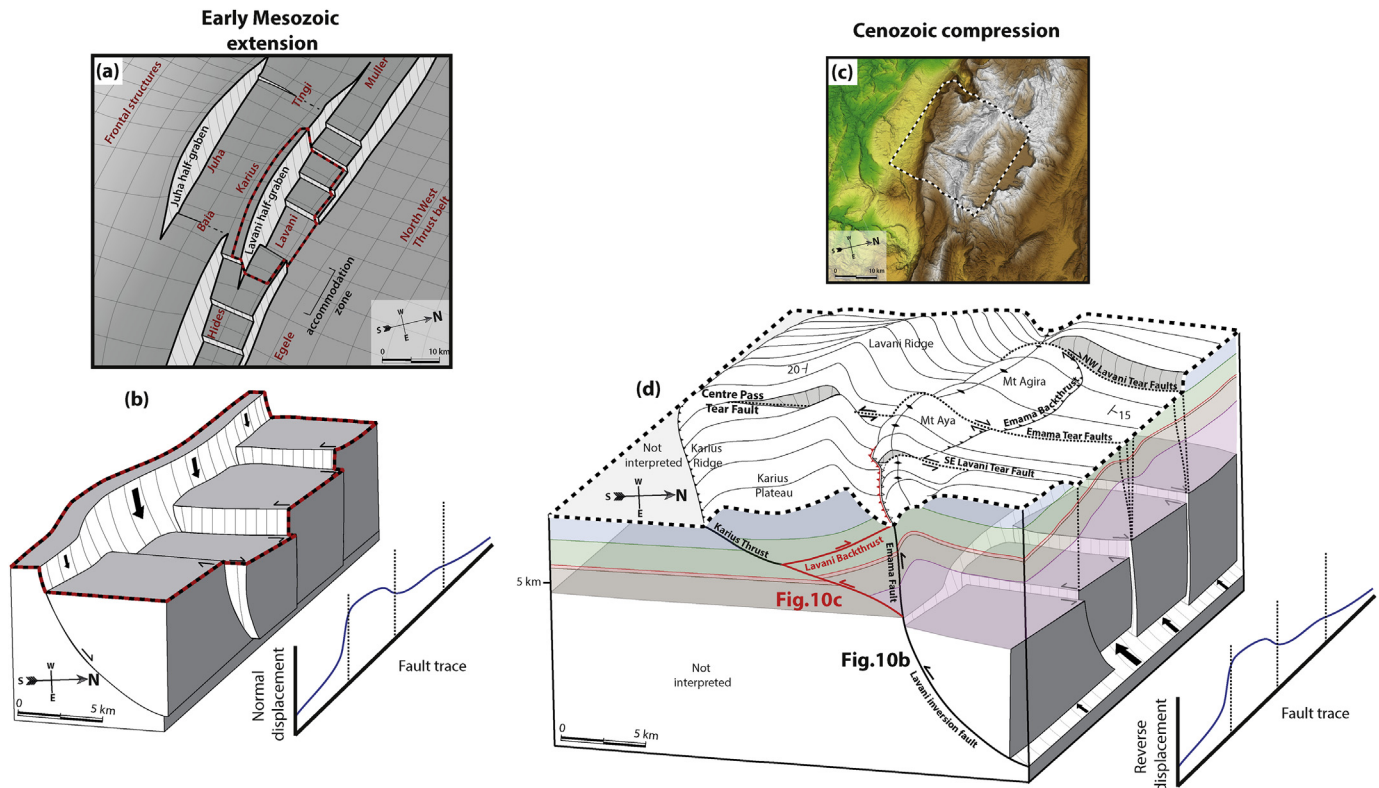 Early Mesozoic
extension
Cenozoic compression
(a)
Frontal structures
Juha half-graben
Juha
Tingi
Muller
Karius
Baia
Lavani half-graben
Lavani
North West
Thrust belt
Hides
accommodation
zone
Egele
W
S
N
E
0
10 km
(b)
W
S
N
E
0
5 km
Normal
displacement
Fault trace
(c)
W
S
N
E
0
10 km
(d)
Lavani Ridge
20
Mt Agira
NW Lavani Tear Faults
Centre Pass
Tear Fault
Emama Backthrust
15
Mt Aya
Emama Tear Faults
Not
interpreted
Karius
Ridge
SE Lavani Tear Fault
Karius
Plateau
W
S
N
E
Karius Thrust
Lavani Backthrust
Emama Fault
5 km
Fig.10c
Fig.10b
Not
interpreted
Lavani inversion fault
0
5 km
Reverse
displacement
Fault trace